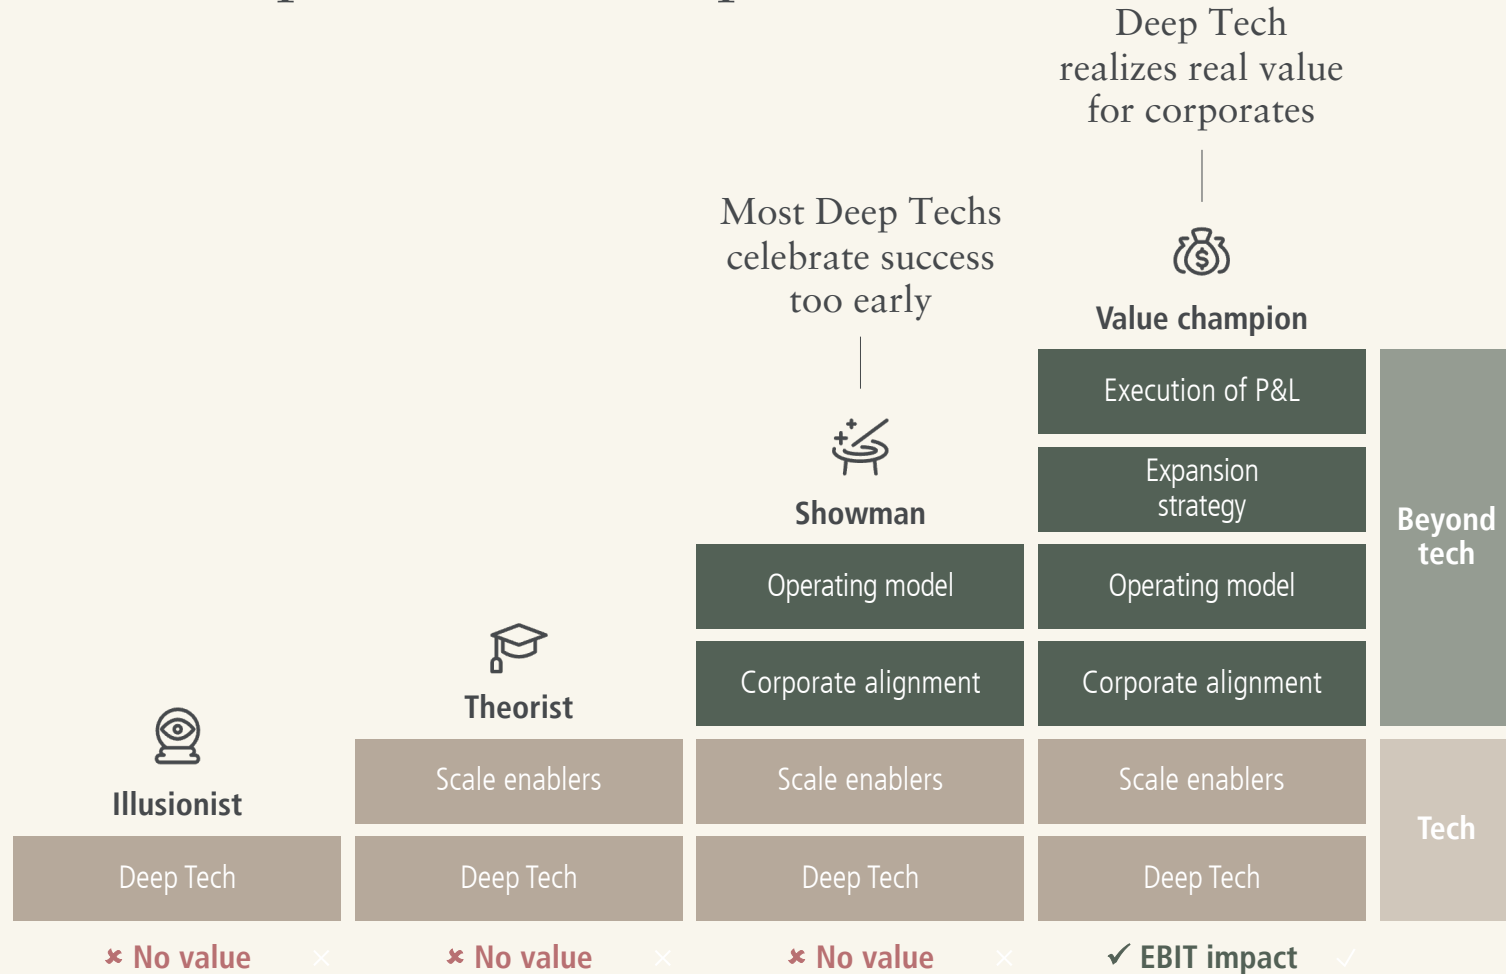 Deep Tech
realizes real value
for corporates
Most Deep Techs
celebrate success
too early
Value champion
Execution of P&L
Expansion
strategy
Beyond
tech
Showman
Operating model
Operating model
Theorist
Corporate alignment
Corporate alignment
Illusionist
Scale enablers
Scale enablers
Scale enablers
Tech
Deep Tech
Deep Tech
Deep Tech
Deep Tech
✘ No value
✘ No value
✘ No value
✓ EBIT impact